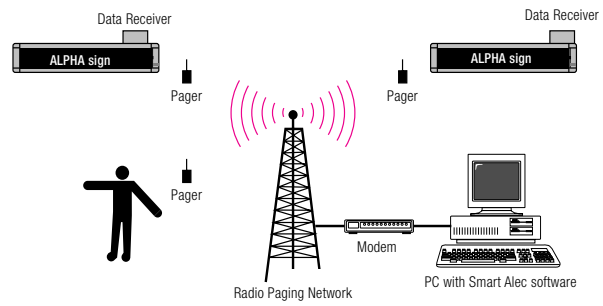 Data Receiver
Data Receiver
ALPHA sign
ALPHA sign
Pager
Pager
Pager
Modem
PC with Smart Alec software
Radio Paging Network